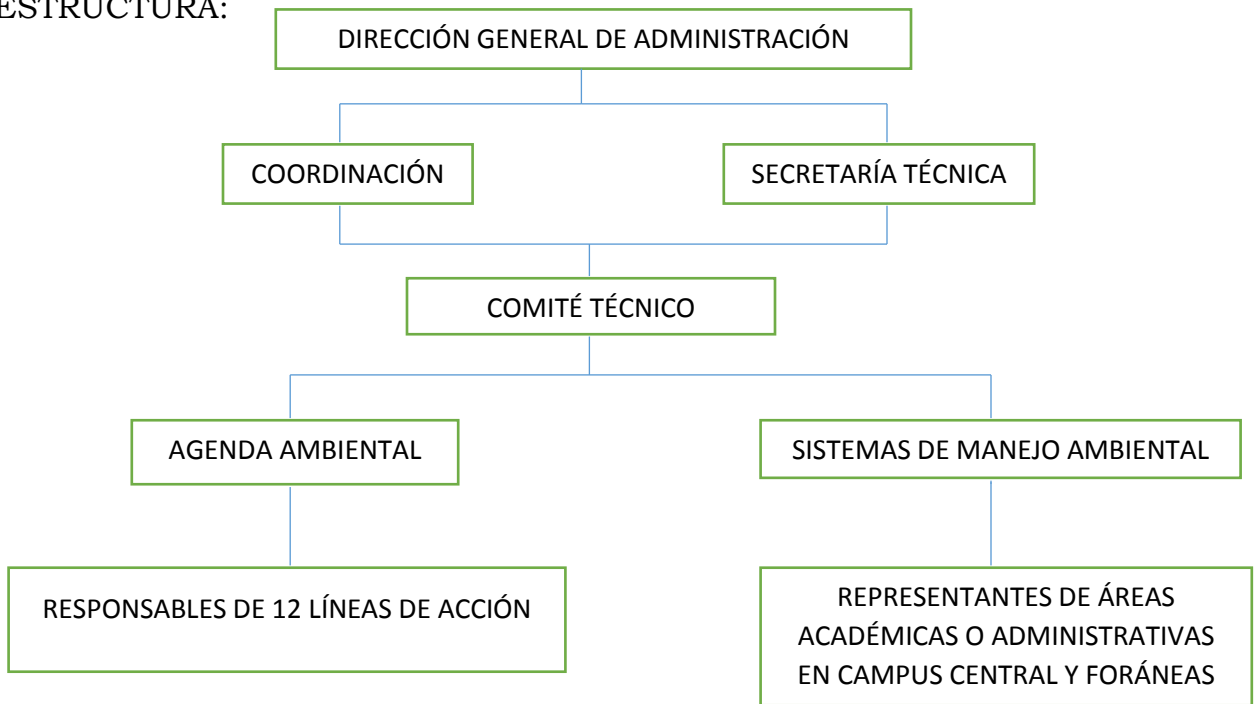 ESTRUCTURA:
DIRECCIÓN GENERAL DE ADMINISTRACIÓN
COORDINACIÓN
SECRETARÍA TÉCNICA
COMITÉ TÉCNICO
AGENDA AMBIENTAL
SISTEMAS DE MANEJO AMBIENTAL
RESPONSABLES DE 12 LÍNEAS DE ACCIÓN
REPRESENTANTES DE ÁREAS
ACADÉMICAS O ADMINISTRATIVAS
EN CAMPUS CENTRAL Y FORÁNEAS